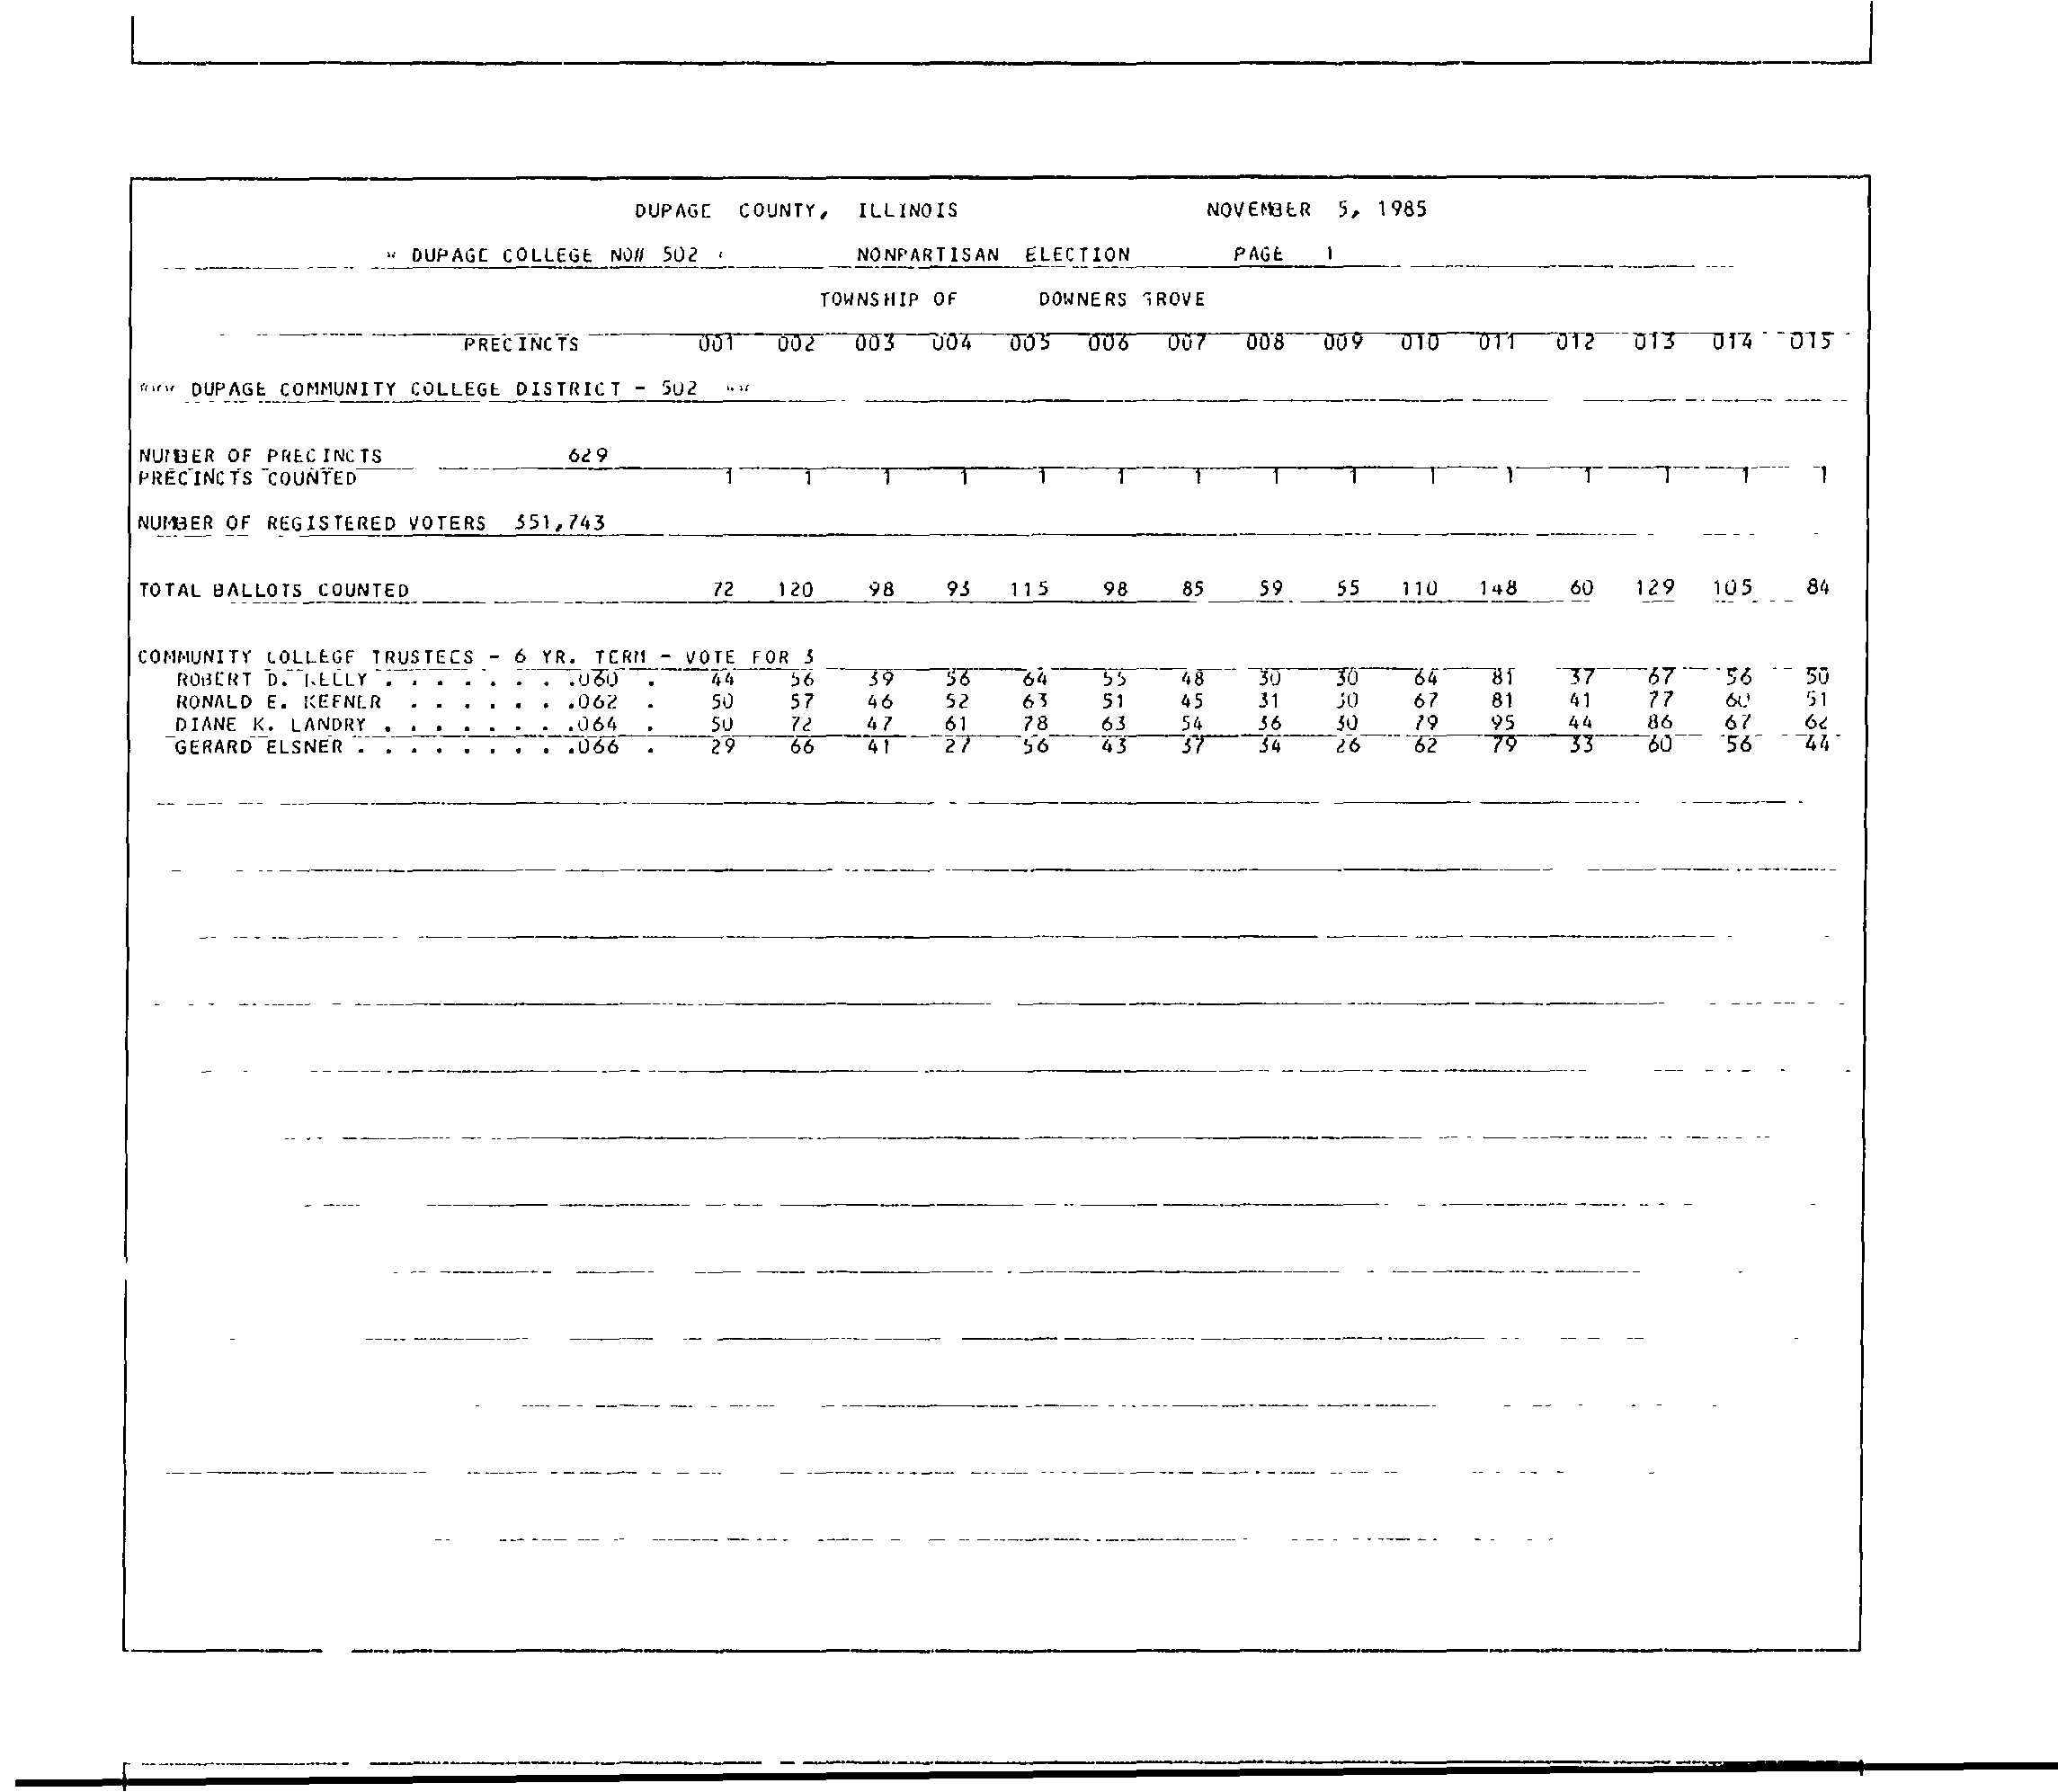 DUPAGE COUNTY, ILLINOIS NOVEMBER 5, 1985
DUPAGE COLLEGE NO# 502 NONPARTISAN ELECTION PAGE 1
TOWNSHIP OF DOWNERS GROVE
PRECINCTS 001 002 003 004 005 006 007 008 009 010 011 012 013 014 015
*** DUPAGE COMMUNITY COLLEGE DISTRICT - 502 **
NUMBER OF PRECINCTS 629
PRECINCTS COUNTED 1 1 1 1 1 1 1 1 1 1 1 1 1 1 1
NUMBER OF REGISTERED VOTERS 351,743
TOTAL BALLOTS COUNTED 72 120 98 93 115 98 85 59 55 110 148 60 129 105 84
COMMUNITY COLLEGE TRUSTEES - 6 YR. TERM - VOTE FOR 3
ROBERT D. KELLY . . . . . . . .060 . 44 56 39 56 64 55 48 30 30 64 81 37 67 56 50
RONALD E. KEENER . . . . . . .062 . 50 57 46 52 63 51 45 31 30 67 81 41 77 60 51
DIANE K. LANDRY . . . . . . . .064 . 50 72 47 61 78 63 54 36 30 79 95 44 86 67 62
GERARD ELSNER . . . . . . . . .066 . 29 66 41 27 56 43 37 34 26 62 79 33 60 56 44